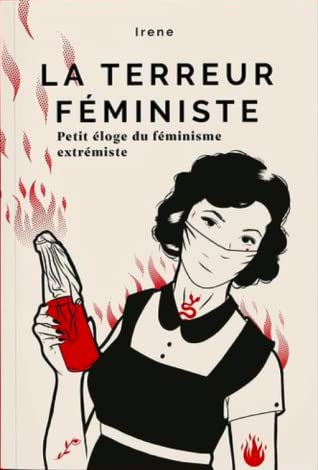 Irene
LA TERREUR
FÉMINISTE
Petit éloge du féminisme
extrémiste